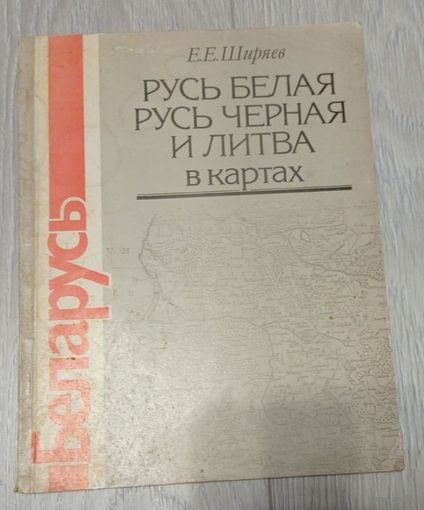 Е.Е.Ширяев
РУСЬ БЕЛАЯ
РУСЬ ЧЕРНАЯ
И ЛИТВА
в картах
Беларусь